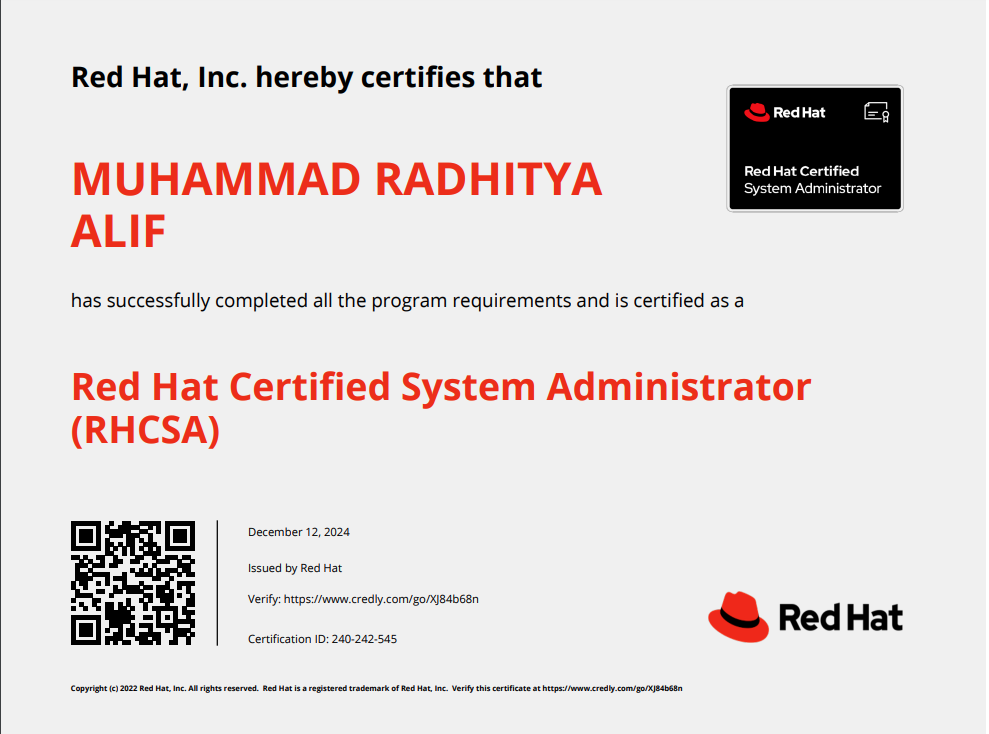 Red Hat, Inc. hereby certifies that
Red Hat
Red Hat Certified
System Administrator
MUHAMMAD RADHITYA
ALIF
has successfully completed all the program requirements and is certified as a
Red Hat Certified System Administrator
(RHCSA)
December 12, 2024
Issued by Red Hat
Verify: https://www.credly.com/go/XJ84b68n
Certification ID: 240-242-545
Red Hat
Copyright (c) 2022 Red Hat, Inc. All rights reserved.  Red Hat is a registered trademark of Red Hat, Inc.  Verify this certificate at https://www.credly.com/go/XJ84b68n